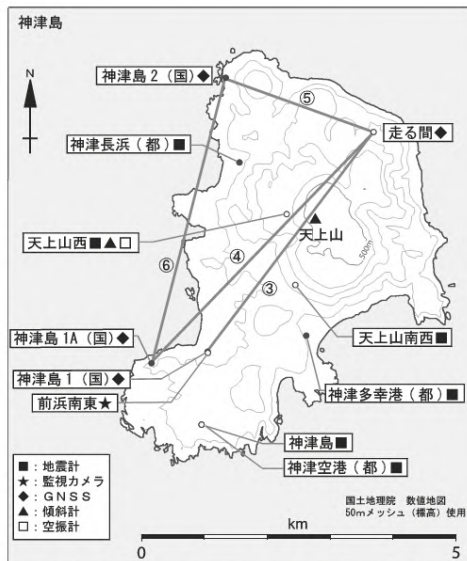 神津島
N
神津島2（国）◆
⑤
走る間◆
神津長浜（都）■
天上山西■▲□
天上山
500m
⑥
④
③
天上山南西■
神津島1A（国）◆
神津島1（国）◆
前浜南東★
神津多幸港（都）■
神津島■
神津空港（都）■
■：地震計
★：監視カメラ
◆：GNSS
▲：傾斜計
□：空振計
国土地理院 数値地図
50mメッシュ（標高）使用
km
0 5